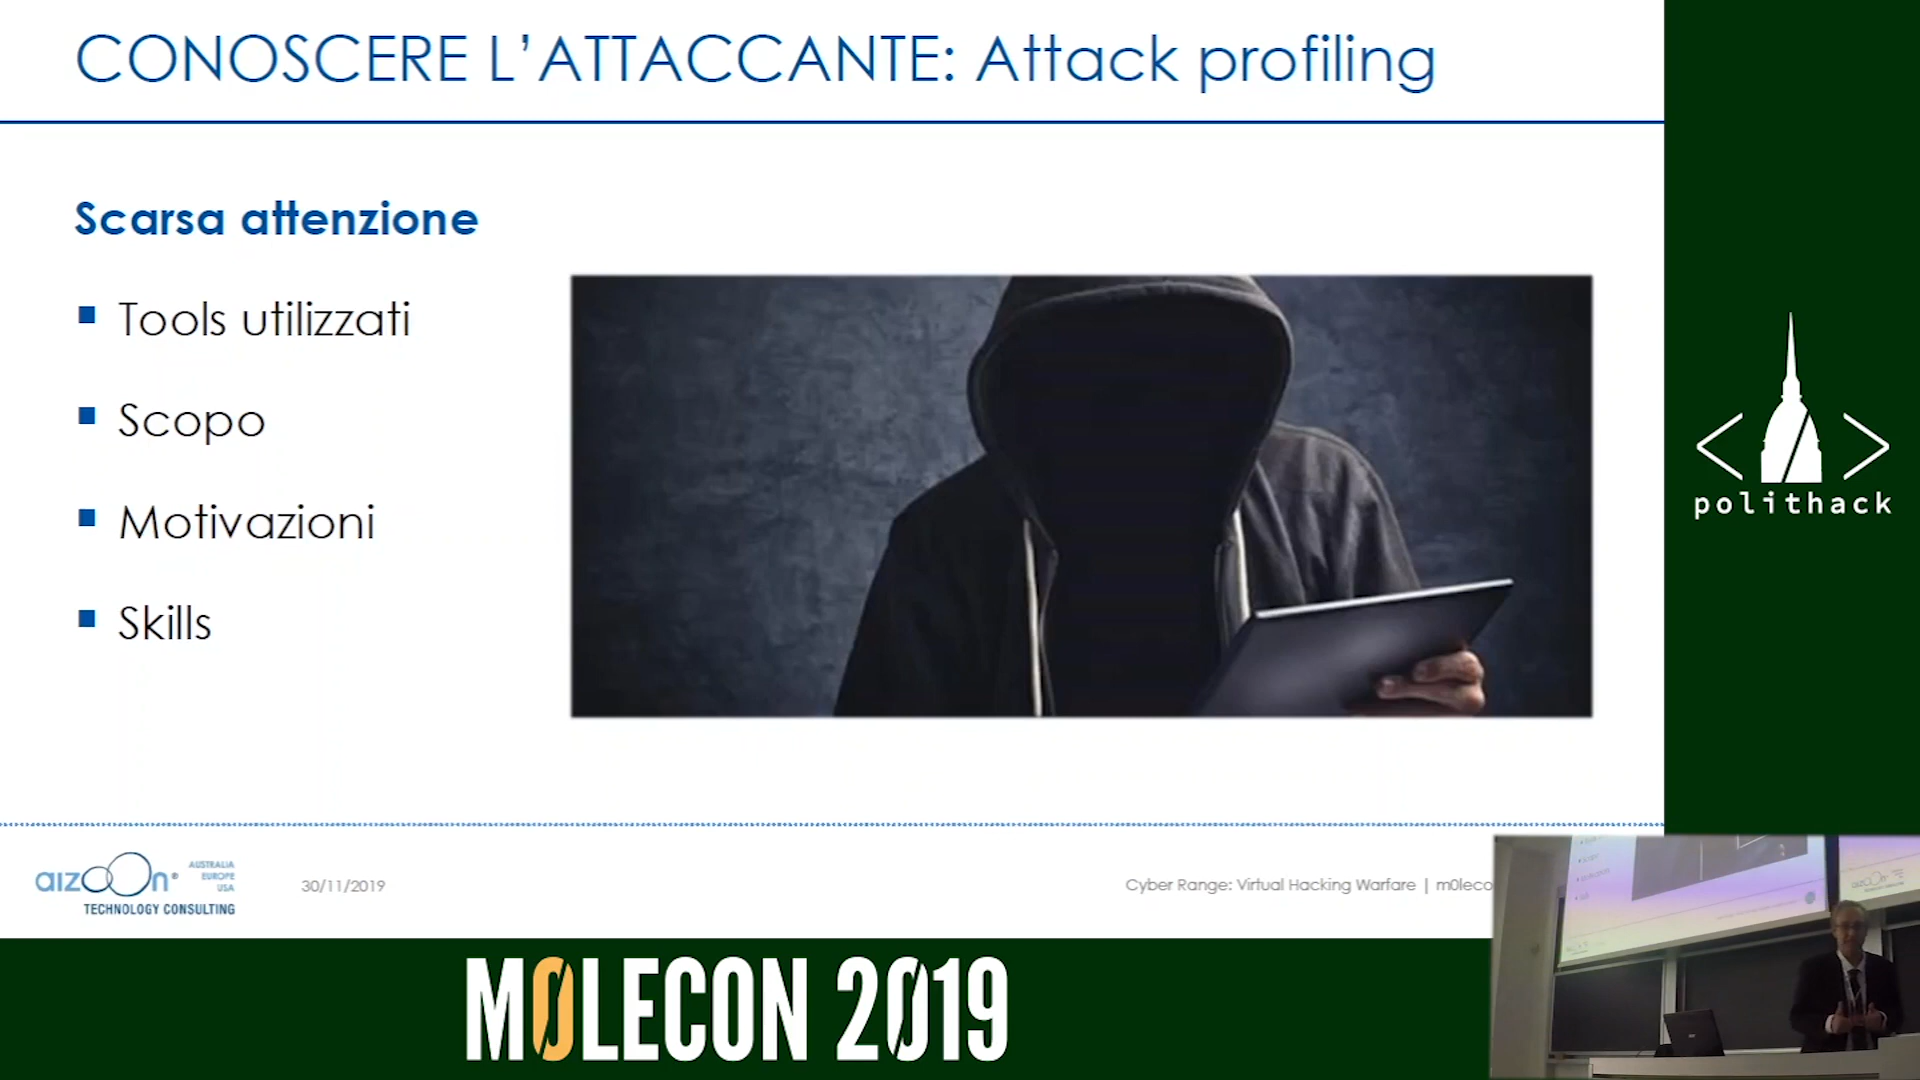 CONOSCERE L'ATTACCANTE: Attack profiling
Scarsa attenzione
Tools utilizzati
Scopo
Motivazioni
Skills
polithack
aizoOn®
AUSTRALIA
EUROPE
USA
TECHNOLOGY CONSULTING
30/11/2019
Cyber Range: Virtual Hacking Warfare | m0leco
M0LECON 2019